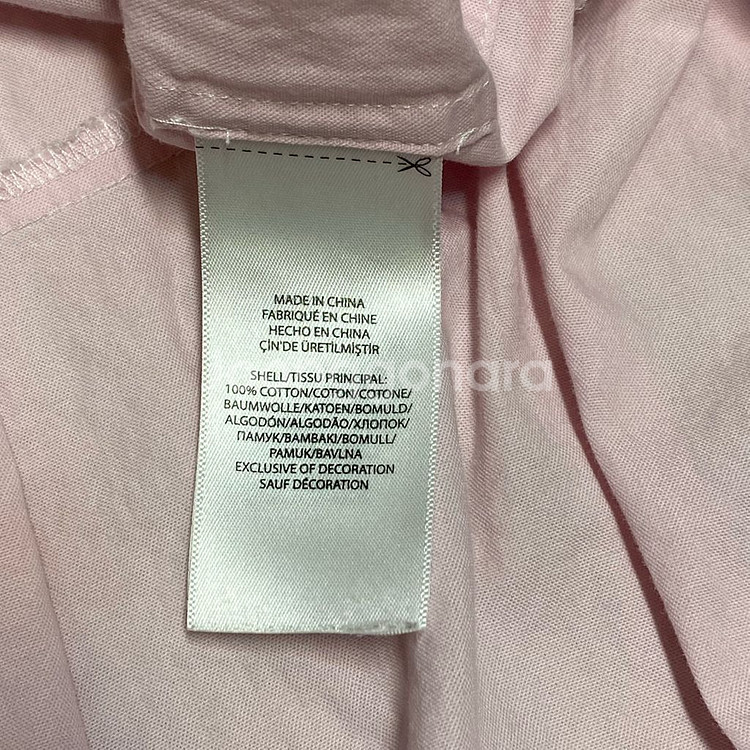 MADE IN CHINA
FABRIQUÉ EN CHINE
HECHO EN CHINA
ÇİN'DE ÜRETİLMİŞTİR
SHELL/TISSU PRINCIPAL:
100% COTTON/COTON/COTONE/
BAUMWOLLE/KATOEN/BOMULD/
ALGODÓN/ALGODÃO/ХЛОПОК/
ПАМУК/BAMBAKI/BOMULL/
PAMUK/BAVLNA
EXCLUSIVE OF DECORATION
SAUF DÉCORATION